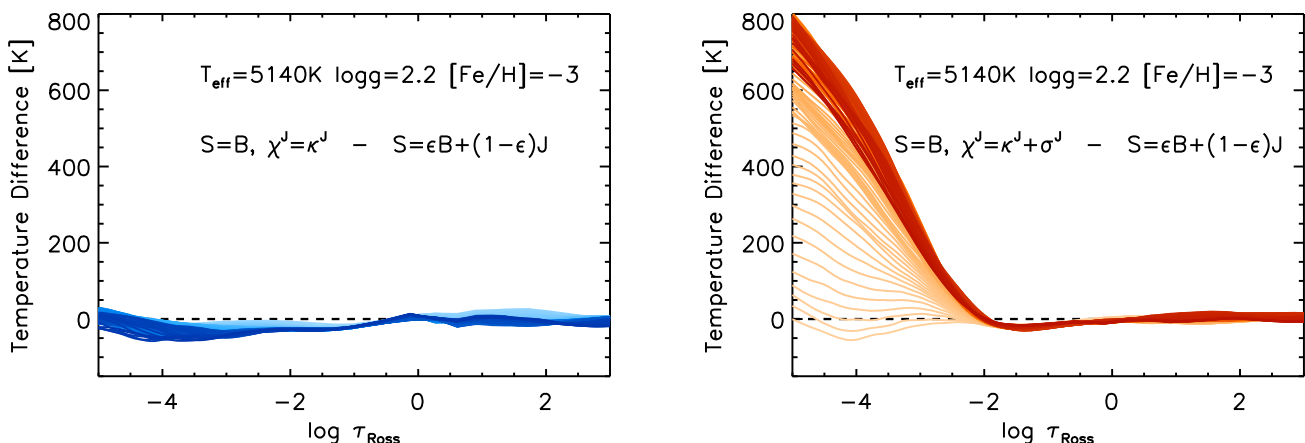 800
600
400
200
0
Temperature Difference [K]
T_eff=5140K logg=2.2 [Fe/H]=−3
S=B, χ^J=κ^J − S=ϵB+(1−ϵ)J
−4 −2 0 2
log τ_Ross
800
600
400
200
0
Temperature Difference [K]
T_eff=5140K logg=2.2 [Fe/H]=−3
S=B, χ^J=κ^J+σ^J − S=ϵB+(1−ϵ)J
−4 −2 0 2
log τ_Ross